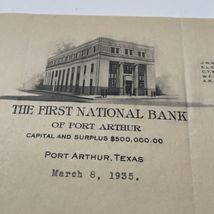 THE FIRST NATIONAL BANK
OF PORT ARTHUR
CAPITAL AND SURPLUS $500,000.00
PORT ARTHUR, TEXAS
March 8, 1935.